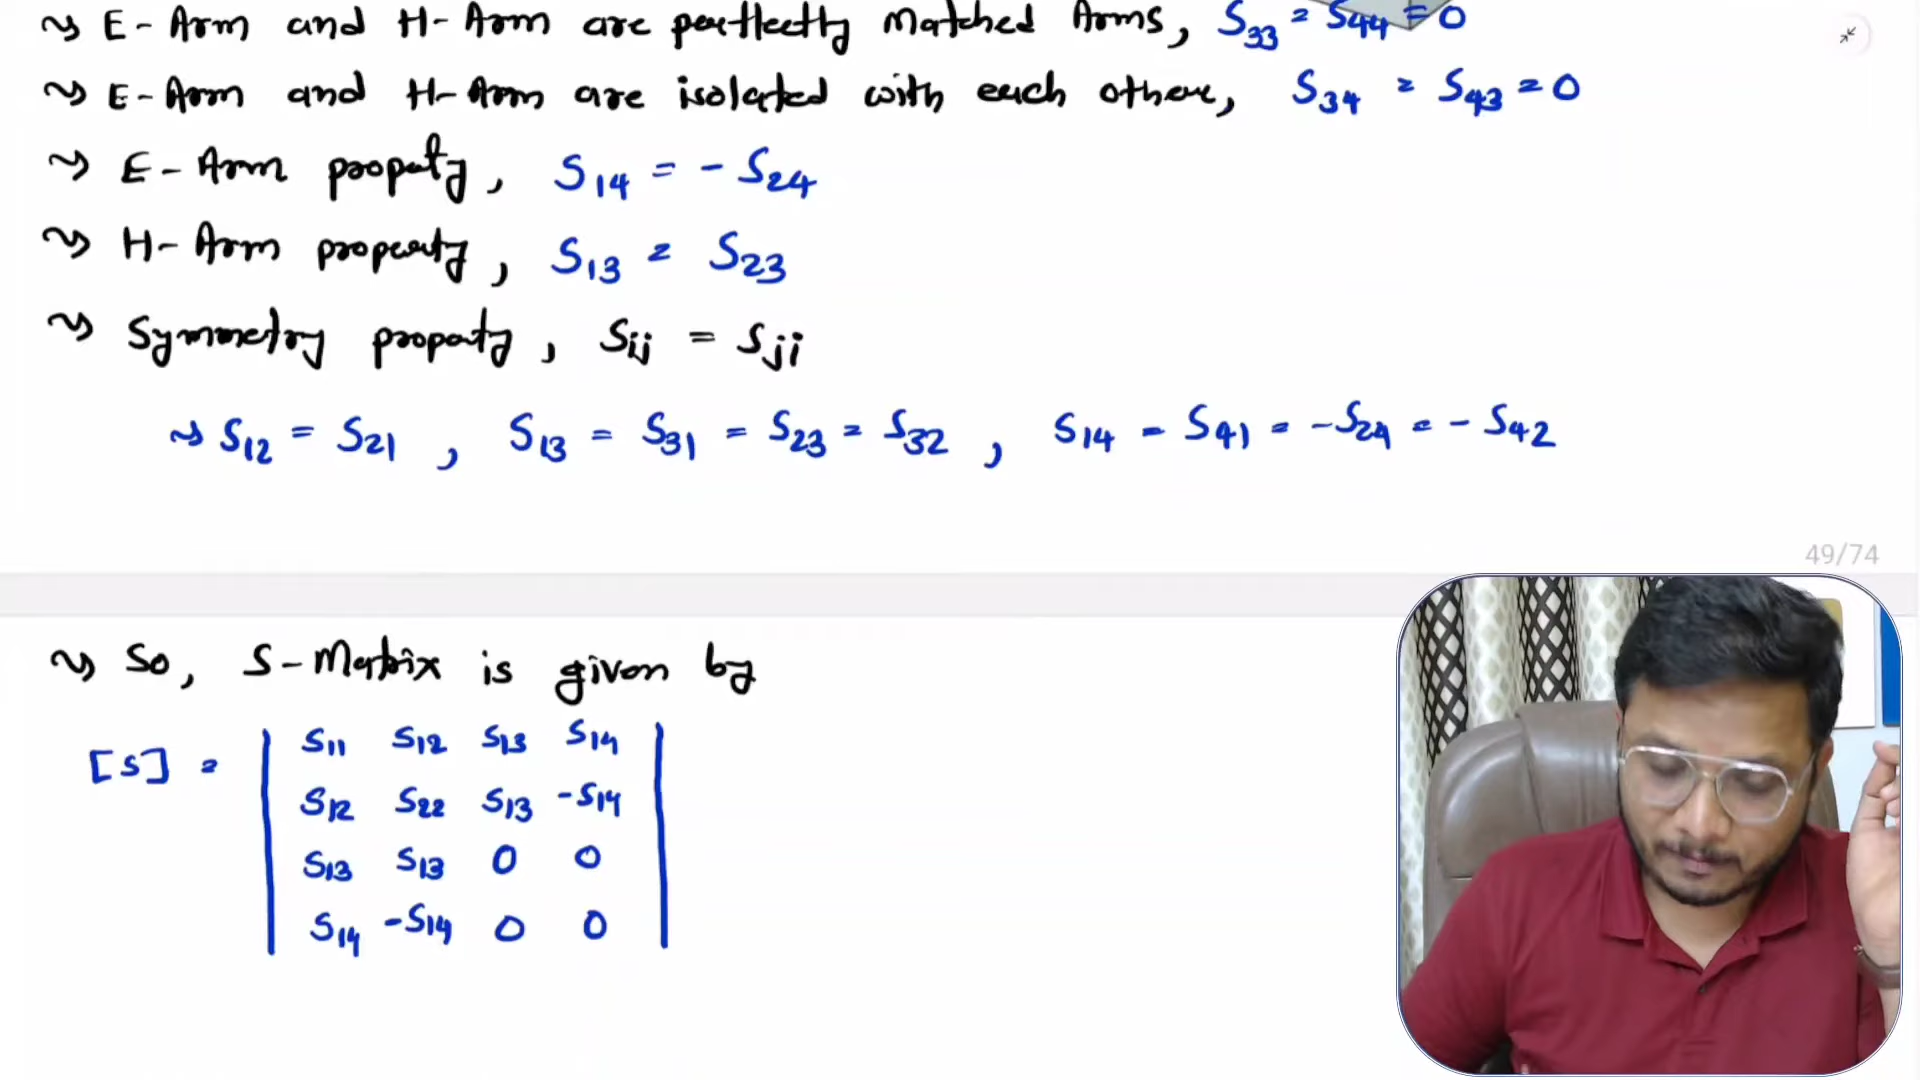 ~> E-Arm and H-Arm are perftectly Matched Arms, S33 = S44 = 0
~> E-Arm and H-Arm are isolated with each other, S34 = S43 = 0
~> E-Arm property, S14 = - S24
~> H-Arm property, S13 = S23
~> Symmetry property, Sij = Sji
~> S12 = S21 , S13 = S31 = S23 = S32 , S14 = S41 = -S24 = - S42
49/74
~> So, S-Matrix is given by
[S] = | S11 S12 S13 S14 |
| S12 S22 S13 -S14 |
| S13 S13 0 0 |
| S14 -S14 0 0 |